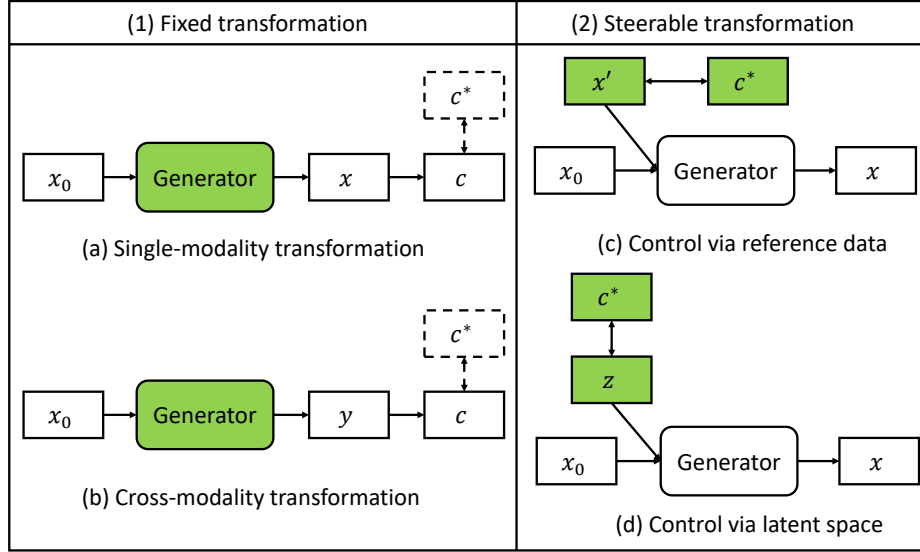 (1) Fixed transformation
c*
x₀ Generator x c
(a) Single-modality transformation
c*
x₀ Generator y c
(b) Cross-modality transformation
(2) Steerable transformation
x′ c*
x₀ Generator x
(c) Control via reference data
c*
z
x₀ Generator x
(d) Control via latent space